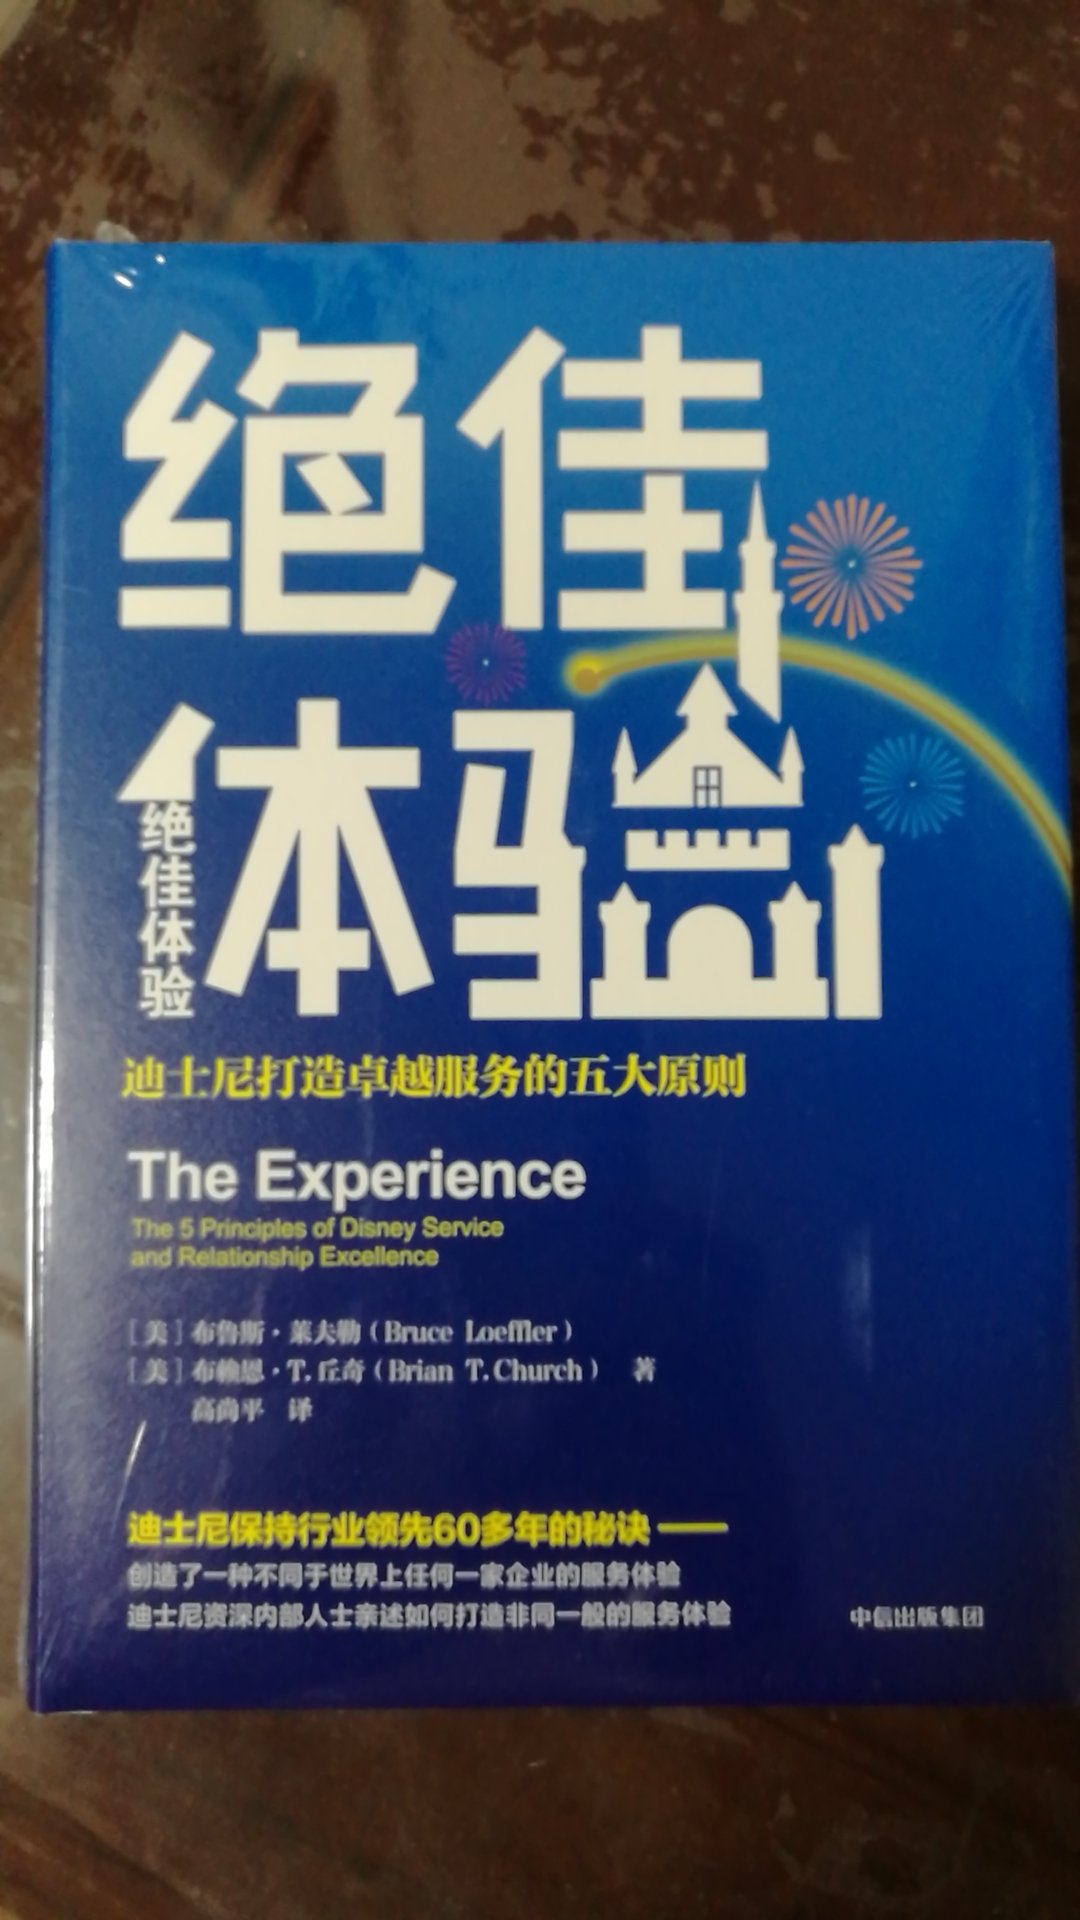 绝佳
体验
绝佳体验
迪士尼打造卓越服务的五大原则
The Experience
The 5 Principles of Disney Service
and Relationship Excellence
[美] 布鲁斯·莱夫勒（Bruce Loeffler）
[美] 布赖恩·T.丘奇（Brian T.Church） 著
高尚平 译
迪士尼保持行业领先60多年的秘诀——
创造了一种不同于世界上任何一家企业的服务体验
迪士尼资深内部人士亲述如何打造非同一般的服务体验
中信出版集团